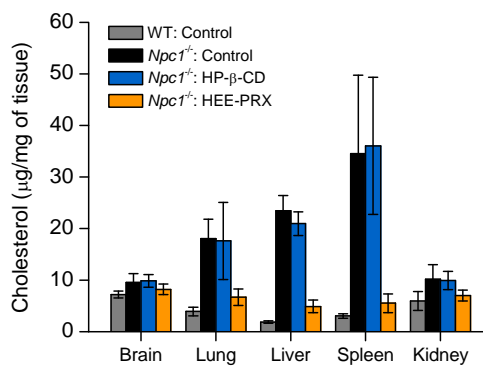 60
50
40
30
20
10
0
Cholesterol (μg/mg of tissue)
WT: Control
Npc1⁻/⁻: Control
Npc1⁻/⁻: HP-β-CD
Npc1⁻/⁻: HEE-PRX
Brain Lung Liver Spleen Kidney